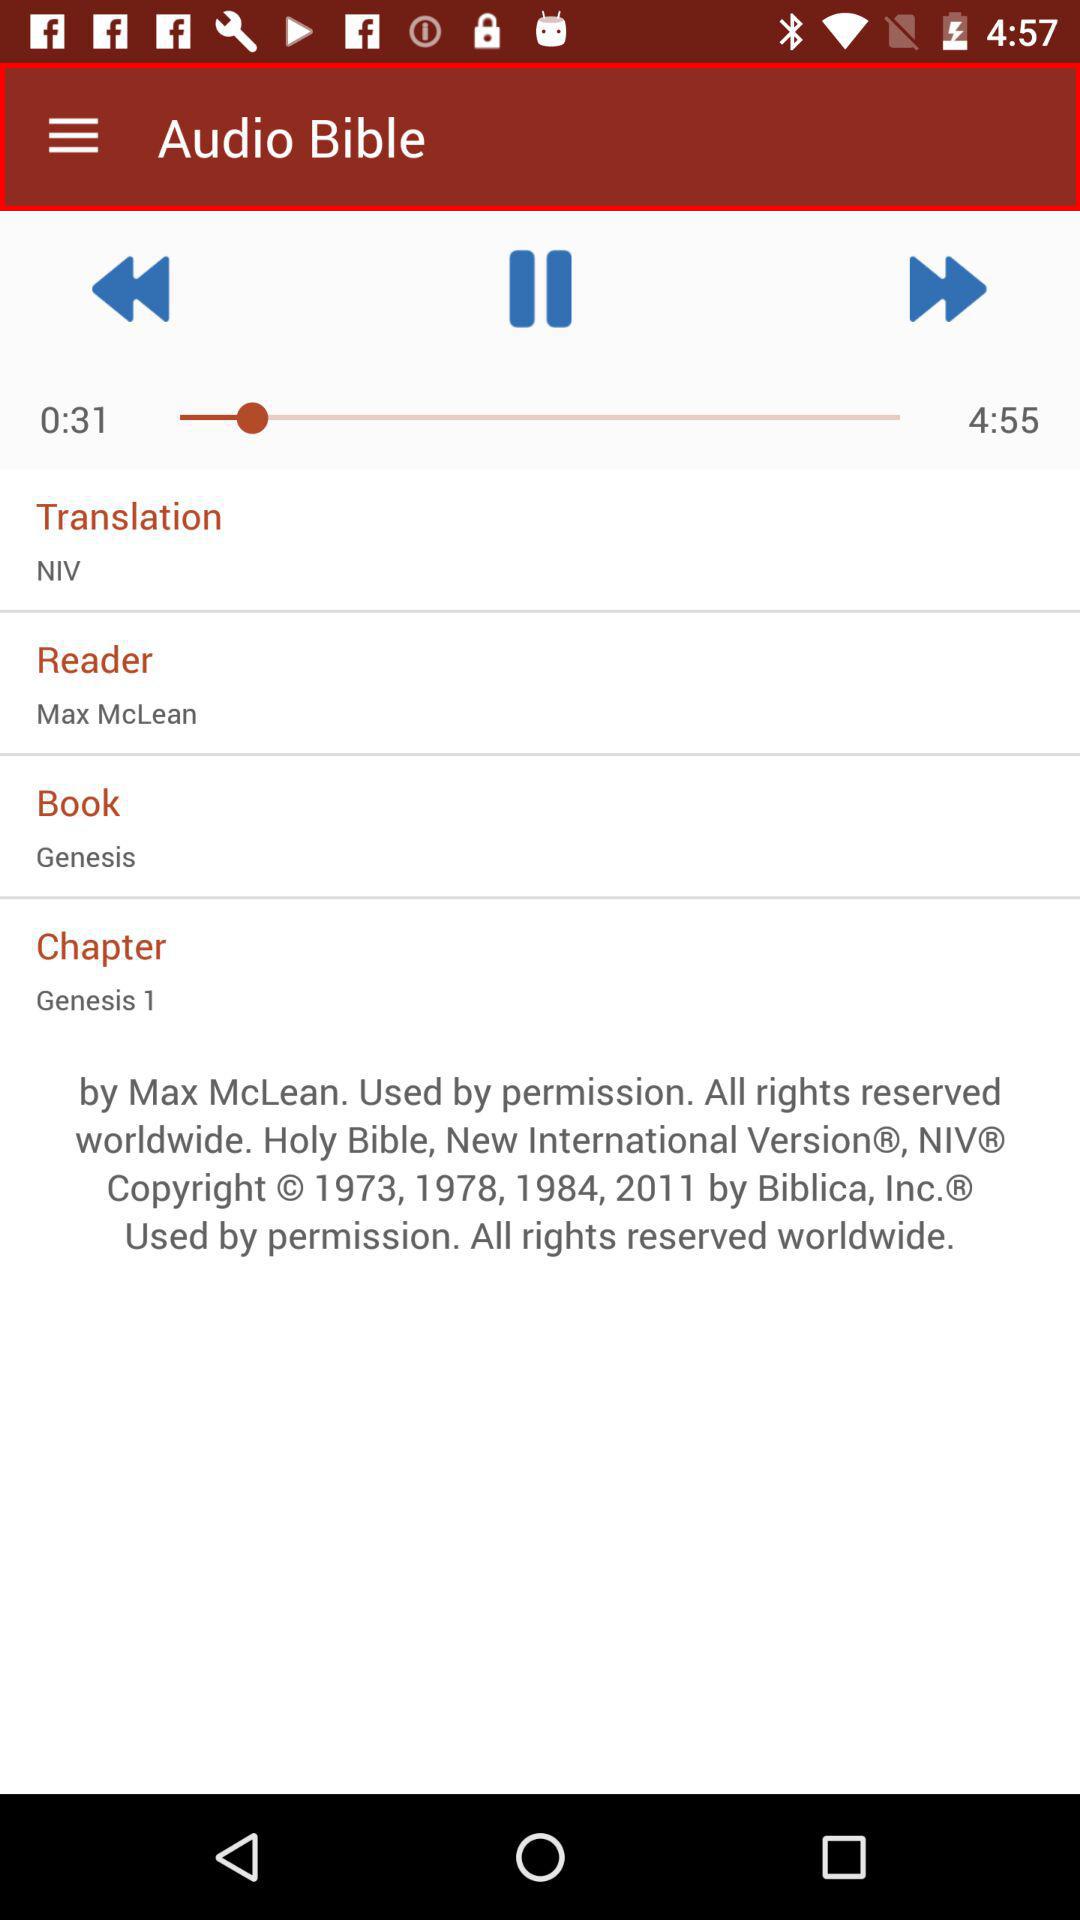 4:57
Audio Bible
0:31
4:55
Translation
NIV
Reader
Max McLean
Book
Genesis
Chapter
Genesis 1
by Max McLean. Used by permission. All rights reserved
worldwide. Holy Bible, New International Version®, NIV®
Copyright © 1973, 1978, 1984, 2011 by Biblica, Inc.®
Used by permission. All rights reserved worldwide.